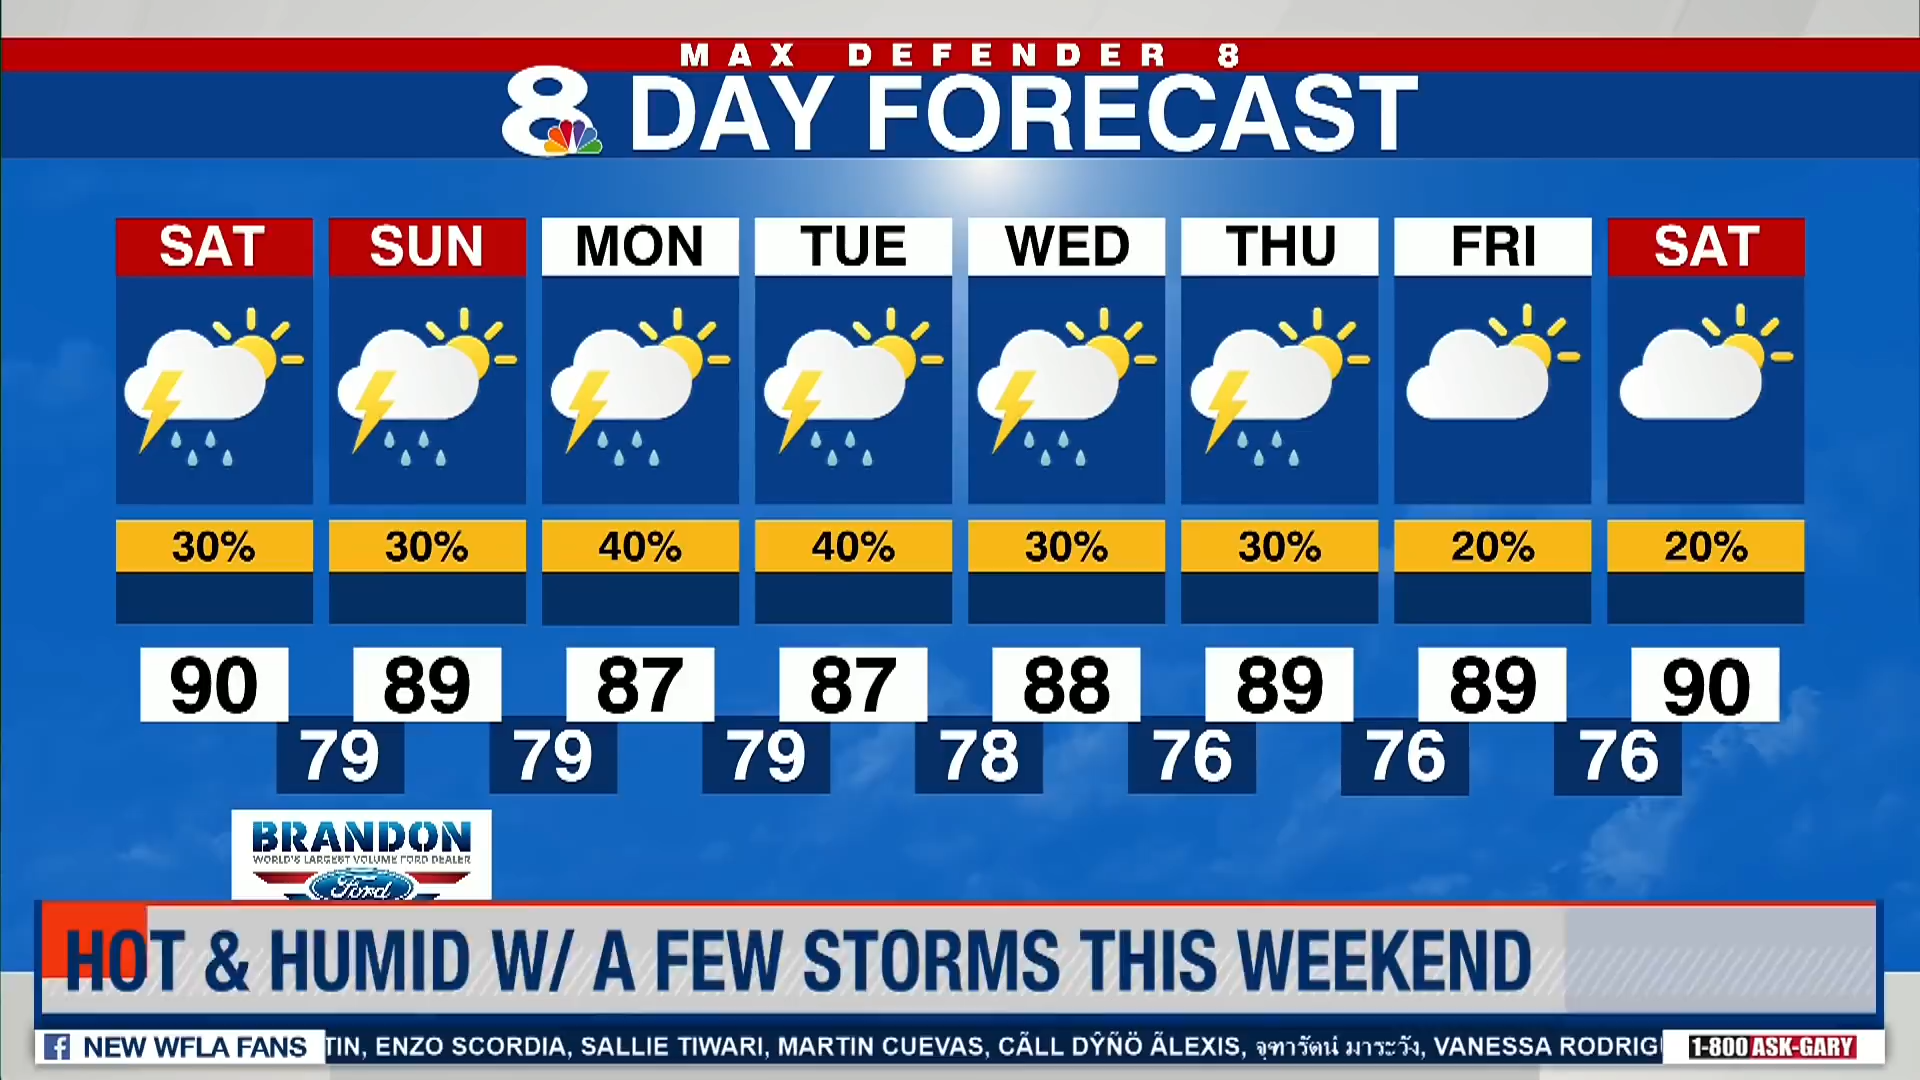 MAX DEFENDER 8
8 DAY FORECAST
SAT SUN MON TUE WED THU FRI SAT
30% 30% 40% 40% 30% 30% 20% 20%
90 89 87 87 88 89 89 90
79 79 79 78 76 76 76
BRANDON
WORLD'S LARGEST VOLUME FORD DEALER
Ford
HOT & HUMID W/ A FEW STORMS THIS WEEKEND
NEW WFLA FANS TIN, ENZO SCORDIA, SALLIE TIWARI, MARTIN CUEVAS, CÃLL DŶÑÖ ÃLEXIS, จุฑารัตน์ มาระวัง, VANESSA RODRIG 1-800 ASK-GARY